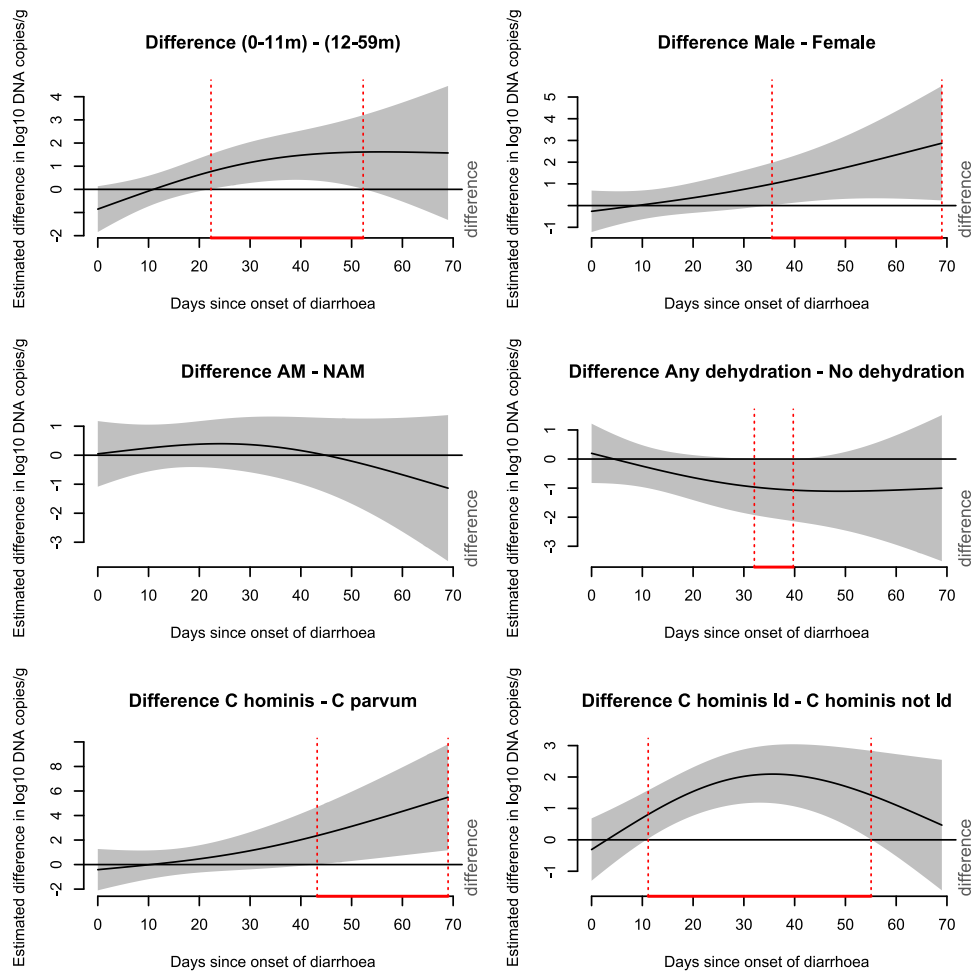 Difference (0-11m) - (12-59m)
Estimated difference in log10 DNA copies/g
4
3
2
1
0
-2
0 10 20 30 40 50 60 70
Days since onset of diarrhoea
difference
Difference Male - Female
Estimated difference in log10 DNA copies/g
5
4
3
2
1
-1
0 10 20 30 40 50 60 70
Days since onset of diarrhoea
difference
Difference AM - NAM
Estimated difference in log10 DNA copies/g
1
0
-1
-2
-3
0 10 20 30 40 50 60 70
Days since onset of diarrhoea
difference
Difference Any dehydration - No dehydration
Estimated difference in log10 DNA copies/g
1
0
-1
-2
-3
0 10 20 30 40 50 60 70
Days since onset of diarrhoea
difference
Difference C hominis - C parvum
Estimated difference in log10 DNA copies/g
8
6
4
2
0
-2
0 10 20 30 40 50 60 70
Days since onset of diarrhoea
difference
Difference C hominis Id - C hominis not Id
Estimated difference in log10 DNA copies/g
3
2
1
0
-1
0 10 20 30 40 50 60 70
Days since onset of diarrhoea
difference